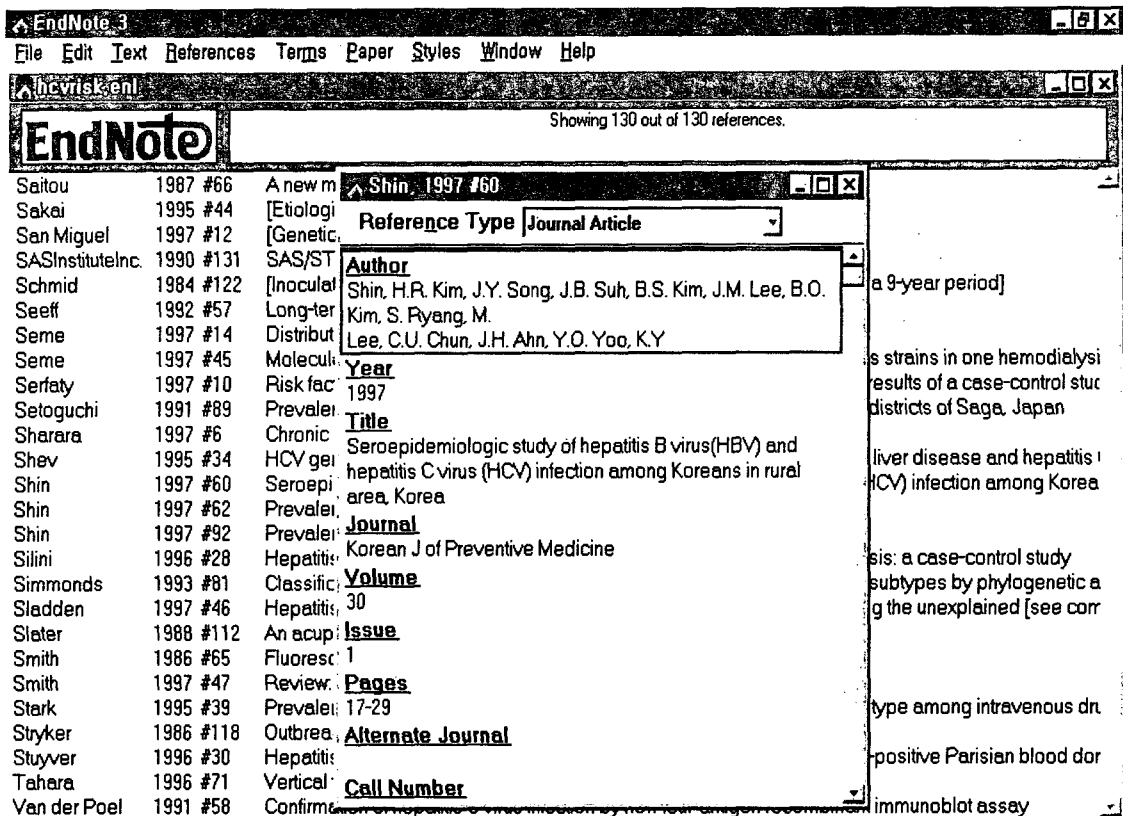 EndNote 3
File Edit Text References Terms Paper Styles Window Help
hcvrisk.enl
EndNote
Showing 130 out of 130 references.
Saitou 1987 #66 A new m
Sakai 1995 #44 [Etiologi
San Miguel 1997 #12 [Genetic
SASInstituteInc. 1990 #131 SAS/ST
Schmid 1984 #122 [Inoculat a 9-year period]
Seeff 1992 #57 Long-ter
Seme 1997 #14 Distribut
Seme 1997 #45 Molecul s strains in one hemodialysi
Serfaty 1997 #10 Risk fac results of a case-control stud
Setoguchi 1991 #89 Prevale districts of Saga, Japan
Sharara 1997 #6 Chronic
Shev 1995 #34 HCV ge liver disease and hepatitis
Shin 1997 #60 Seroepi HCV) infection among Korea
Shin 1997 #62 Prevale
Shin 1997 #92 Prevale
Silini 1996 #28 Hepatitis sis: a case-control study
Simmonds 1993 #81 Classific subtypes by phylogenetic a
Sladden 1997 #46 Hepatitis g the unexplained [see com
Slater 1988 #112 An acup
Smith 1986 #65 Fluoresc
Smith 1997 #47 Review.
Stark 1995 #39 Prevale type among intravenous dru
Stryker 1986 #118 Outbrea
Stuyver 1996 #30 Hepatitis -positive Parisian blood dor
Tahara 1996 #71 Vertical
Van der Poel 1991 #58 Confirmation of hepatitis C virus infection by new four-antigen recombinant immunoblot assay
Shin, 1997 #60
Reference Type Journal Article
Author
Shin, H.R. Kim, J.Y. Song, J.B. Suh, B.S. Kim, J.M. Lee, B.O.
Kim, S. Ryang, M.
Lee, C.U. Chun, J.H. Ahn, Y.O. Yoo, K.Y
Year
1997
Title
Seroepidemiologic study of hepatitis B virus(HBV) and
hepatitis C virus (HCV) infection among Koreans in rural
area, Korea
Journal
Korean J of Preventive Medicine
Volume
30
Issue
1
Pages
17-29
Alternate Journal
Call Number